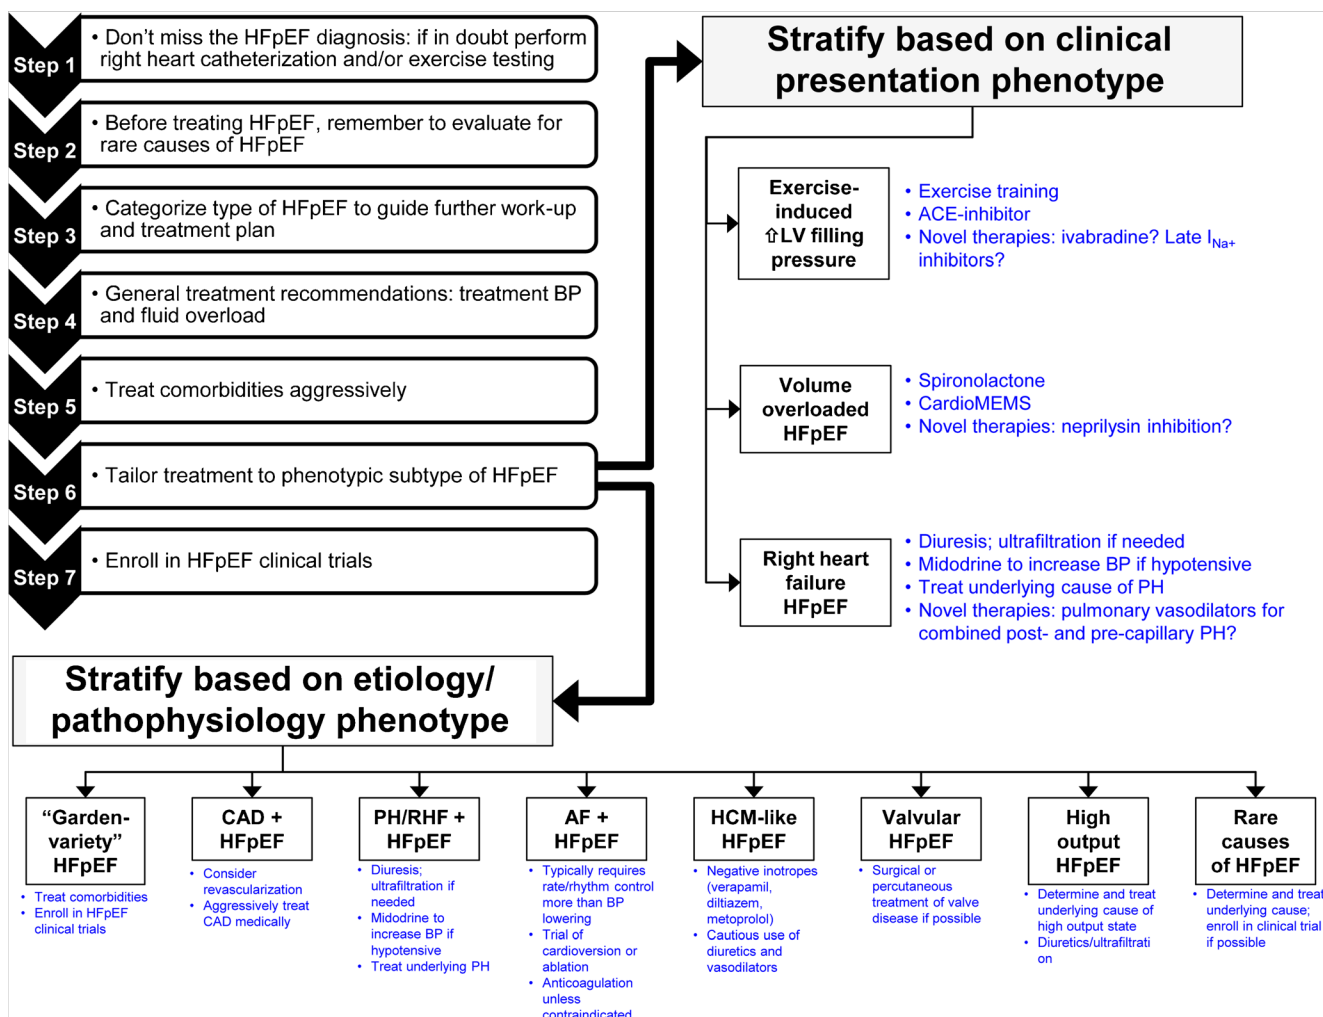 Step 1
• Don't miss the HFpEF diagnosis: if in doubt perform
right heart catheterization and/or exercise testing
Step 2
• Before treating HFpEF, remember to evaluate for
rare causes of HFpEF
Step 3
• Categorize type of HFpEF to guide further work-up
and treatment plan
Step 4
• General treatment recommendations: treatment BP
and fluid overload
Step 5
• Treat comorbidities aggressively
Step 6
• Tailor treatment to phenotypic subtype of HFpEF
Step 7
• Enroll in HFpEF clinical trials
Stratify based on clinical
presentation phenotype
Exercise-
induced
⇧LV filling
pressure
• Exercise training
• ACE-inhibitor
• Novel therapies: ivabradine? Late INa+
inhibitors?
Volume
overloaded
HFpEF
• Spironolactone
• CardioMEMS
• Novel therapies: neprilysin inhibition?
Right heart
failure
HFpEF
• Diuresis; ultrafiltration if needed
• Midodrine to increase BP if hypotensive
• Treat underlying cause of PH
• Novel therapies: pulmonary vasodilators for
combined post- and pre-capillary PH?
Stratify based on etiology/
pathophysiology phenotype
“Garden-
variety”
HFpEF
• Treat comorbidities
• Enroll in HFpEF
clinical trials
CAD +
HFpEF
• Consider
revascularization
• Aggressively treat
CAD medically
PH/RHF +
HFpEF
• Diuresis;
ultrafiltration if
needed
• Midodrine to
increase BP if
hypotensive
• Treat underlying PH
AF +
HFpEF
• Typically requires
rate/rhythm control
more than BP
lowering
• Trial of
cardioversion or
ablation
• Anticoagulation
unless
contraindicated
HCM-like
HFpEF
• Negative inotropes
(verapamil,
diltiazem,
metoprolol)
• Cautious use of
diuretics and
vasodilators
Valvular
HFpEF
• Surgical or
percutaneous
treatment of valve
disease if possible
High
output
HFpEF
• Determine and treat
underlying cause of
high output state
• Diuretics/ultrafiltrati
on
Rare
causes
of HFpEF
• Determine and treat
underlying cause;
enroll in clinical trial
if possible